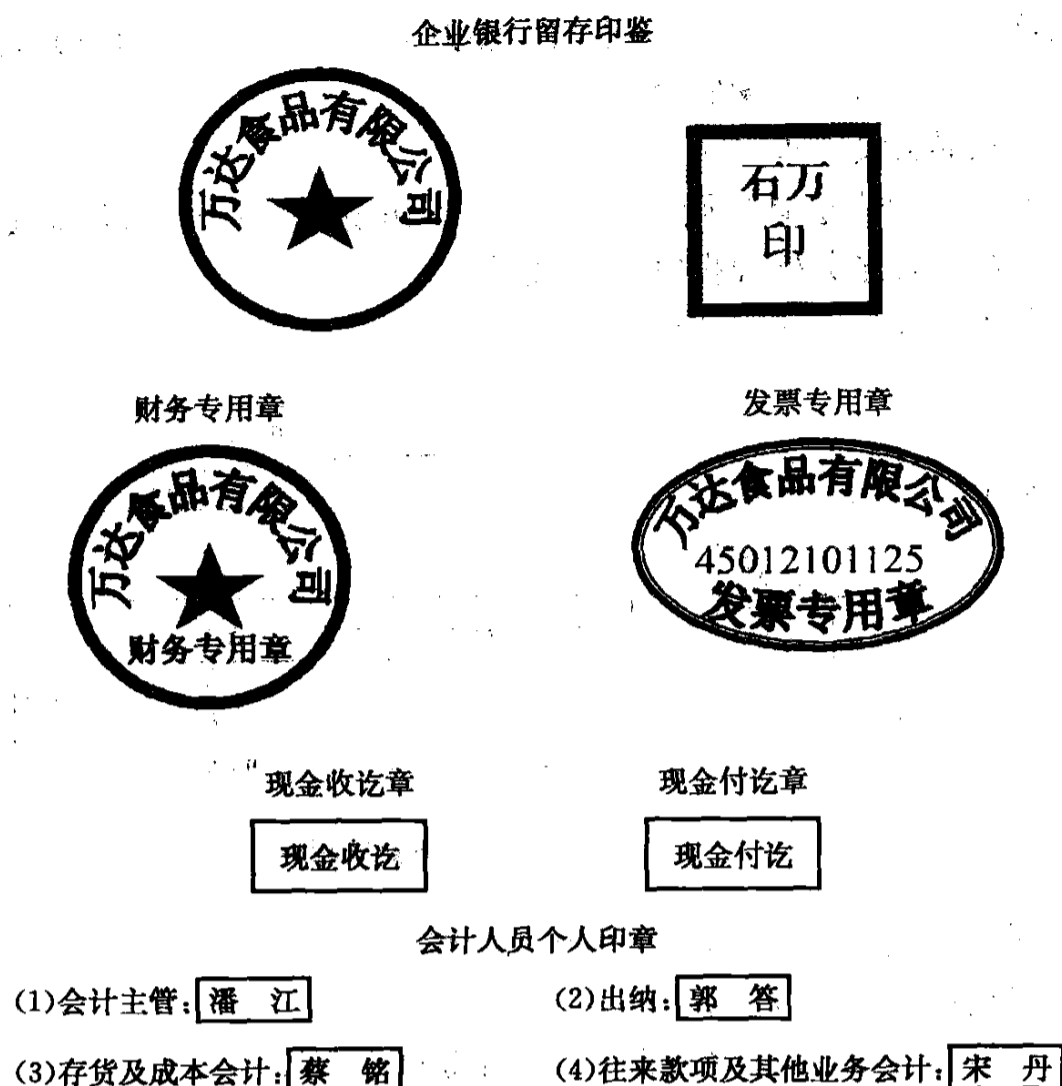 企业银行留存印鉴
万达食品有限公司
石万
印
财务专用章
发票专用章
万达食品有限公司
财务专用章
万达食品有限公司
45012101125
发票专用章
现金收讫章
现金付讫章
现金收讫
现金付讫
会计人员个人印章
(1)会计主管:潘 江
(2)出纳:郭 答
(3)存货及成本会计:蔡 铭
(4)往来款项及其他业务会计:宋 丹